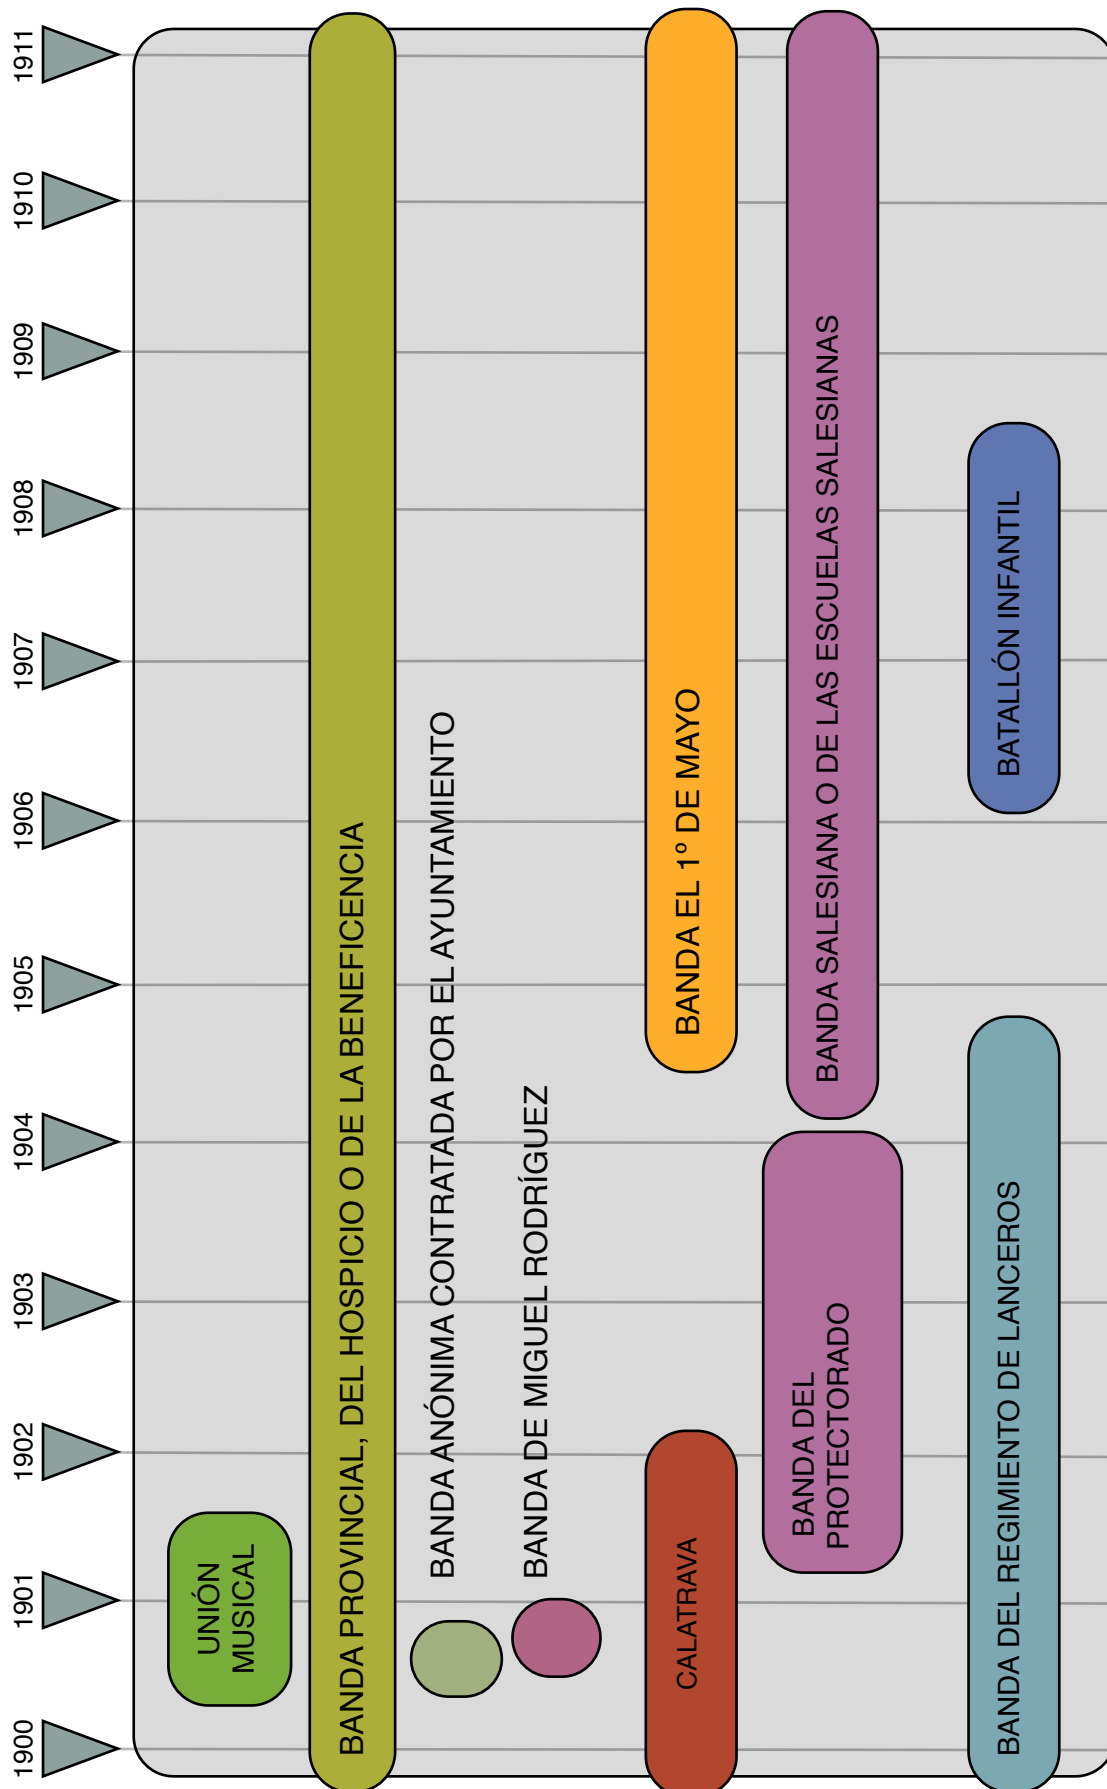 1900
1901
1902
1903
1904
1905
1906
1907
1908
1909
1910
1911
UNIÓN
MUSICAL
BANDA PROVINCIAL, DEL HOSPICIO O DE LA BENEFICENCIA
BANDA ANÓNIMA CONTRATADA POR EL AYUNTAMIENTO
BANDA DE MIGUEL RODRÍGUEZ
CALATRAVA
BANDA EL 1º DE MAYO
BANDA DEL
PROTECTORADO
BANDA SALESIANA O DE LAS ESCUELAS SALESIANAS
BANDA DEL REGIMIENTO DE LANCEROS
BATALLÓN INFANTIL